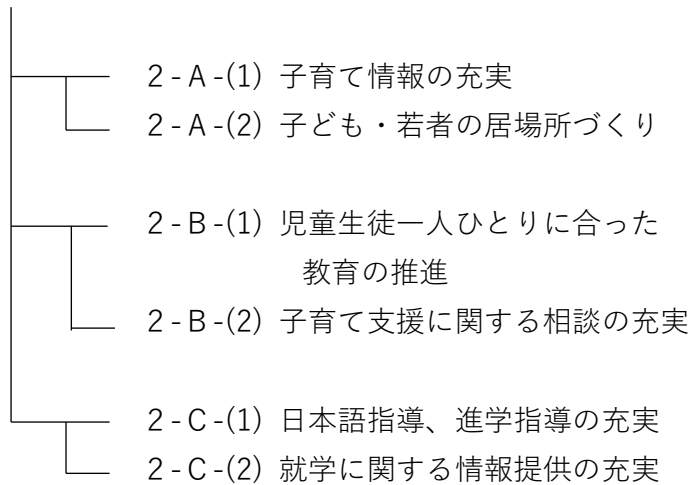 2-A-(1) 子育て情報の充実
2-A-(2) 子ども・若者の居場所づくり
2-B-(1) 児童生徒一人ひとりに合った
教育の推進
2-B-(2) 子育て支援に関する相談の充実
2-C-(1) 日本語指導、進学指導の充実
2-C-(2) 就学に関する情報提供の充実